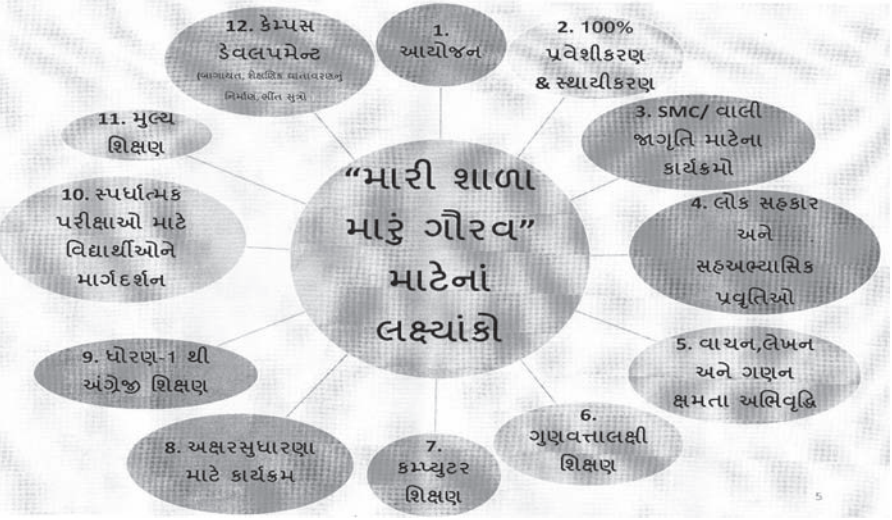 "મારી શાળા
મારું ગૌરવ"
માટેનાં
લક્ષ્યાંકો
1.
આયોજન
2. 100%
પ્રવેશીકરણ
& સ્થાયીકરણ
3. SMC/ વાલી
જાગૃતિ માટેના
કાર્યક્રમો
4. લોક સહકાર
અને
સહઅભ્યાસિક
પ્રવૃતિઓ
5. વાચન,લેખન
અને ગણન
ક્ષમતા અભિવૃદ્ધિ
6.
ગુણવત્તાલક્ષી
શિક્ષણ
7.
કમ્પ્યુટર
શિક્ષણ
8. અક્ષરસુધારણા
માટે કાર્યક્રમ
9. ધોરણ-1 થી
અંગ્રેજી શિક્ષણ
10. સ્પર્ધાત્મક
પરીક્ષાઓ માટે
વિદ્યાર્થીઓને
માર્ગદર્શન
11. મુલ્ય
શિક્ષણ
12. કેમ્પસ
ડેવલપમેન્ટ
(બાગાયત, શૈક્ષણિક વાતાવરણનું
નિર્માણ, ભીંત સુત્રો)
5